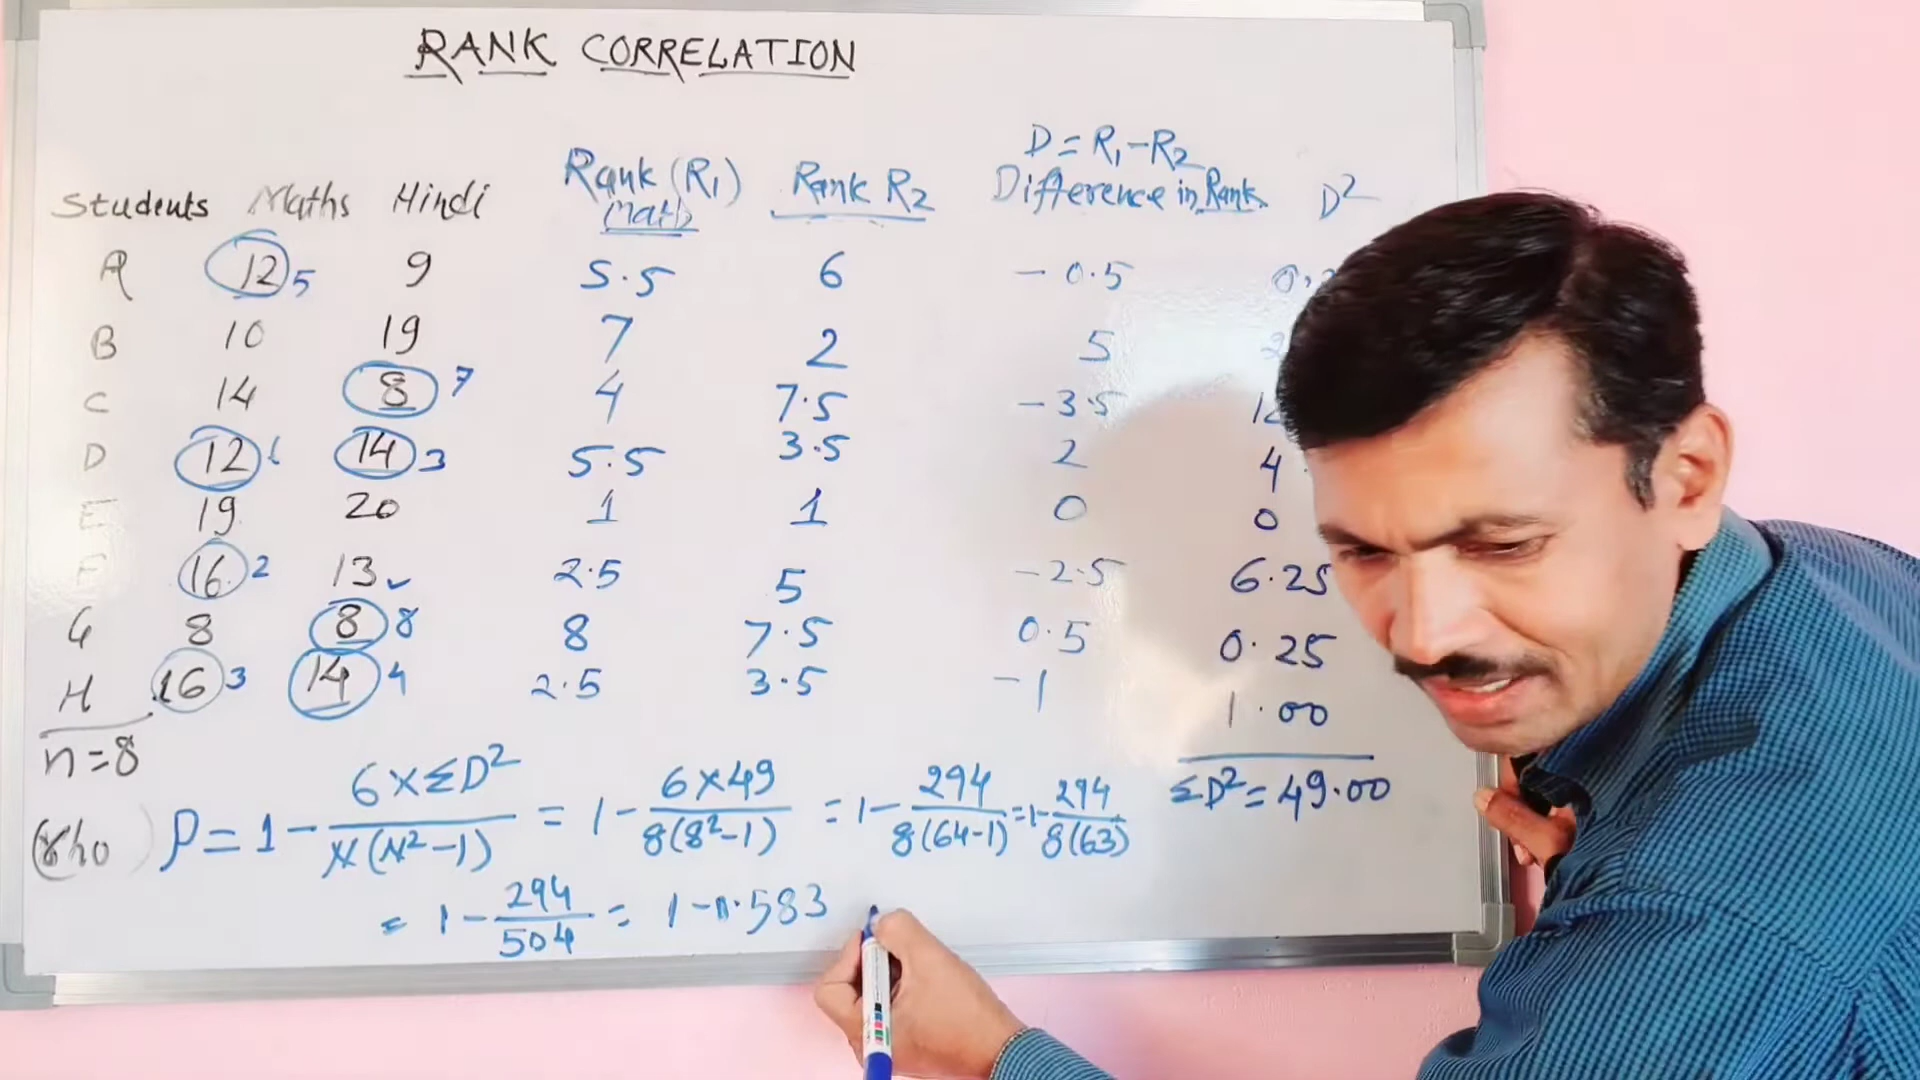 RANK CORRELATION
D = R₁-R₂
Students Maths Hindi Rank (R₁) Math Rank R₂ Difference in Rank D²
A 12 5 9 5.5 6 -0.5
B 10 19 7 2 5
C 14 8 7 4 7.5 -3.5
D 12 14 3 5.5 3.5 2 4
E 19 20 1 1 0 0
F 16 2 13 ✓ 2.5 5 -2.5 6.25
G 8 8 8 8 7.5 0.5 0.25
H 16 3 14 4 2.5 3.5 -1 1.00
n=8
ΣD² = 49.00
(rho) ρ = 1 - 6×ΣD² / N(N²-1) = 1 - 6×49 / 8(8²-1) = 1 - 294 / 8(64-1) = 1 - 294 / 8(63)
= 1 - 294 / 504 = 1-0.583